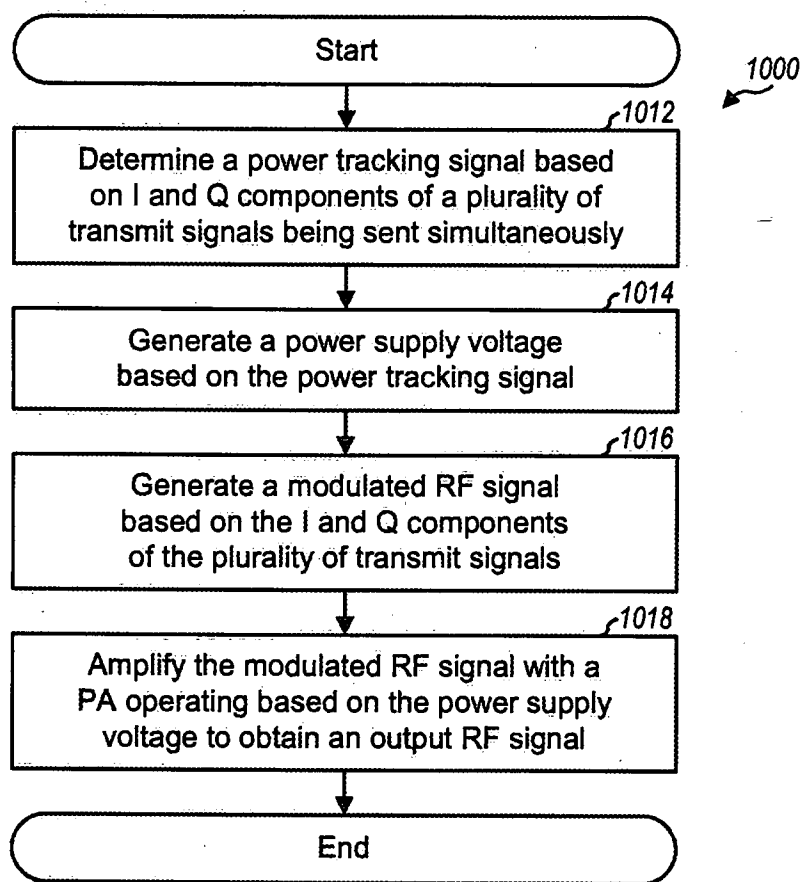 Start
1000
1012
Determine a power tracking signal based
on I and Q components of a plurality of
transmit signals being sent simultaneously
1014
Generate a power supply voltage
based on the power tracking signal
1016
Generate a modulated RF signal
based on the I and Q components
of the plurality of transmit signals
1018
Amplify the modulated RF signal with a
PA operating based on the power supply
voltage to obtain an output RF signal
End